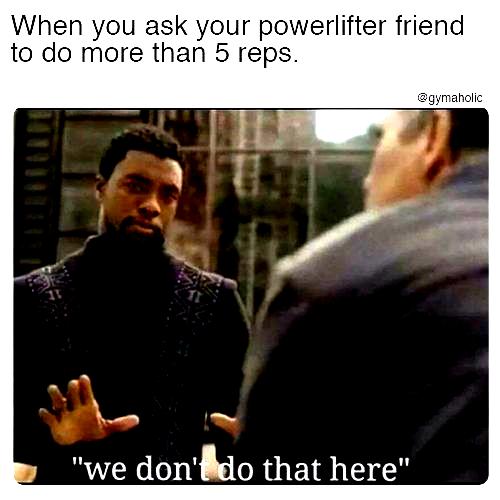 When you ask your powerlifter friend
to do more than 5 reps.
@gymaholic
"we don't do that here"